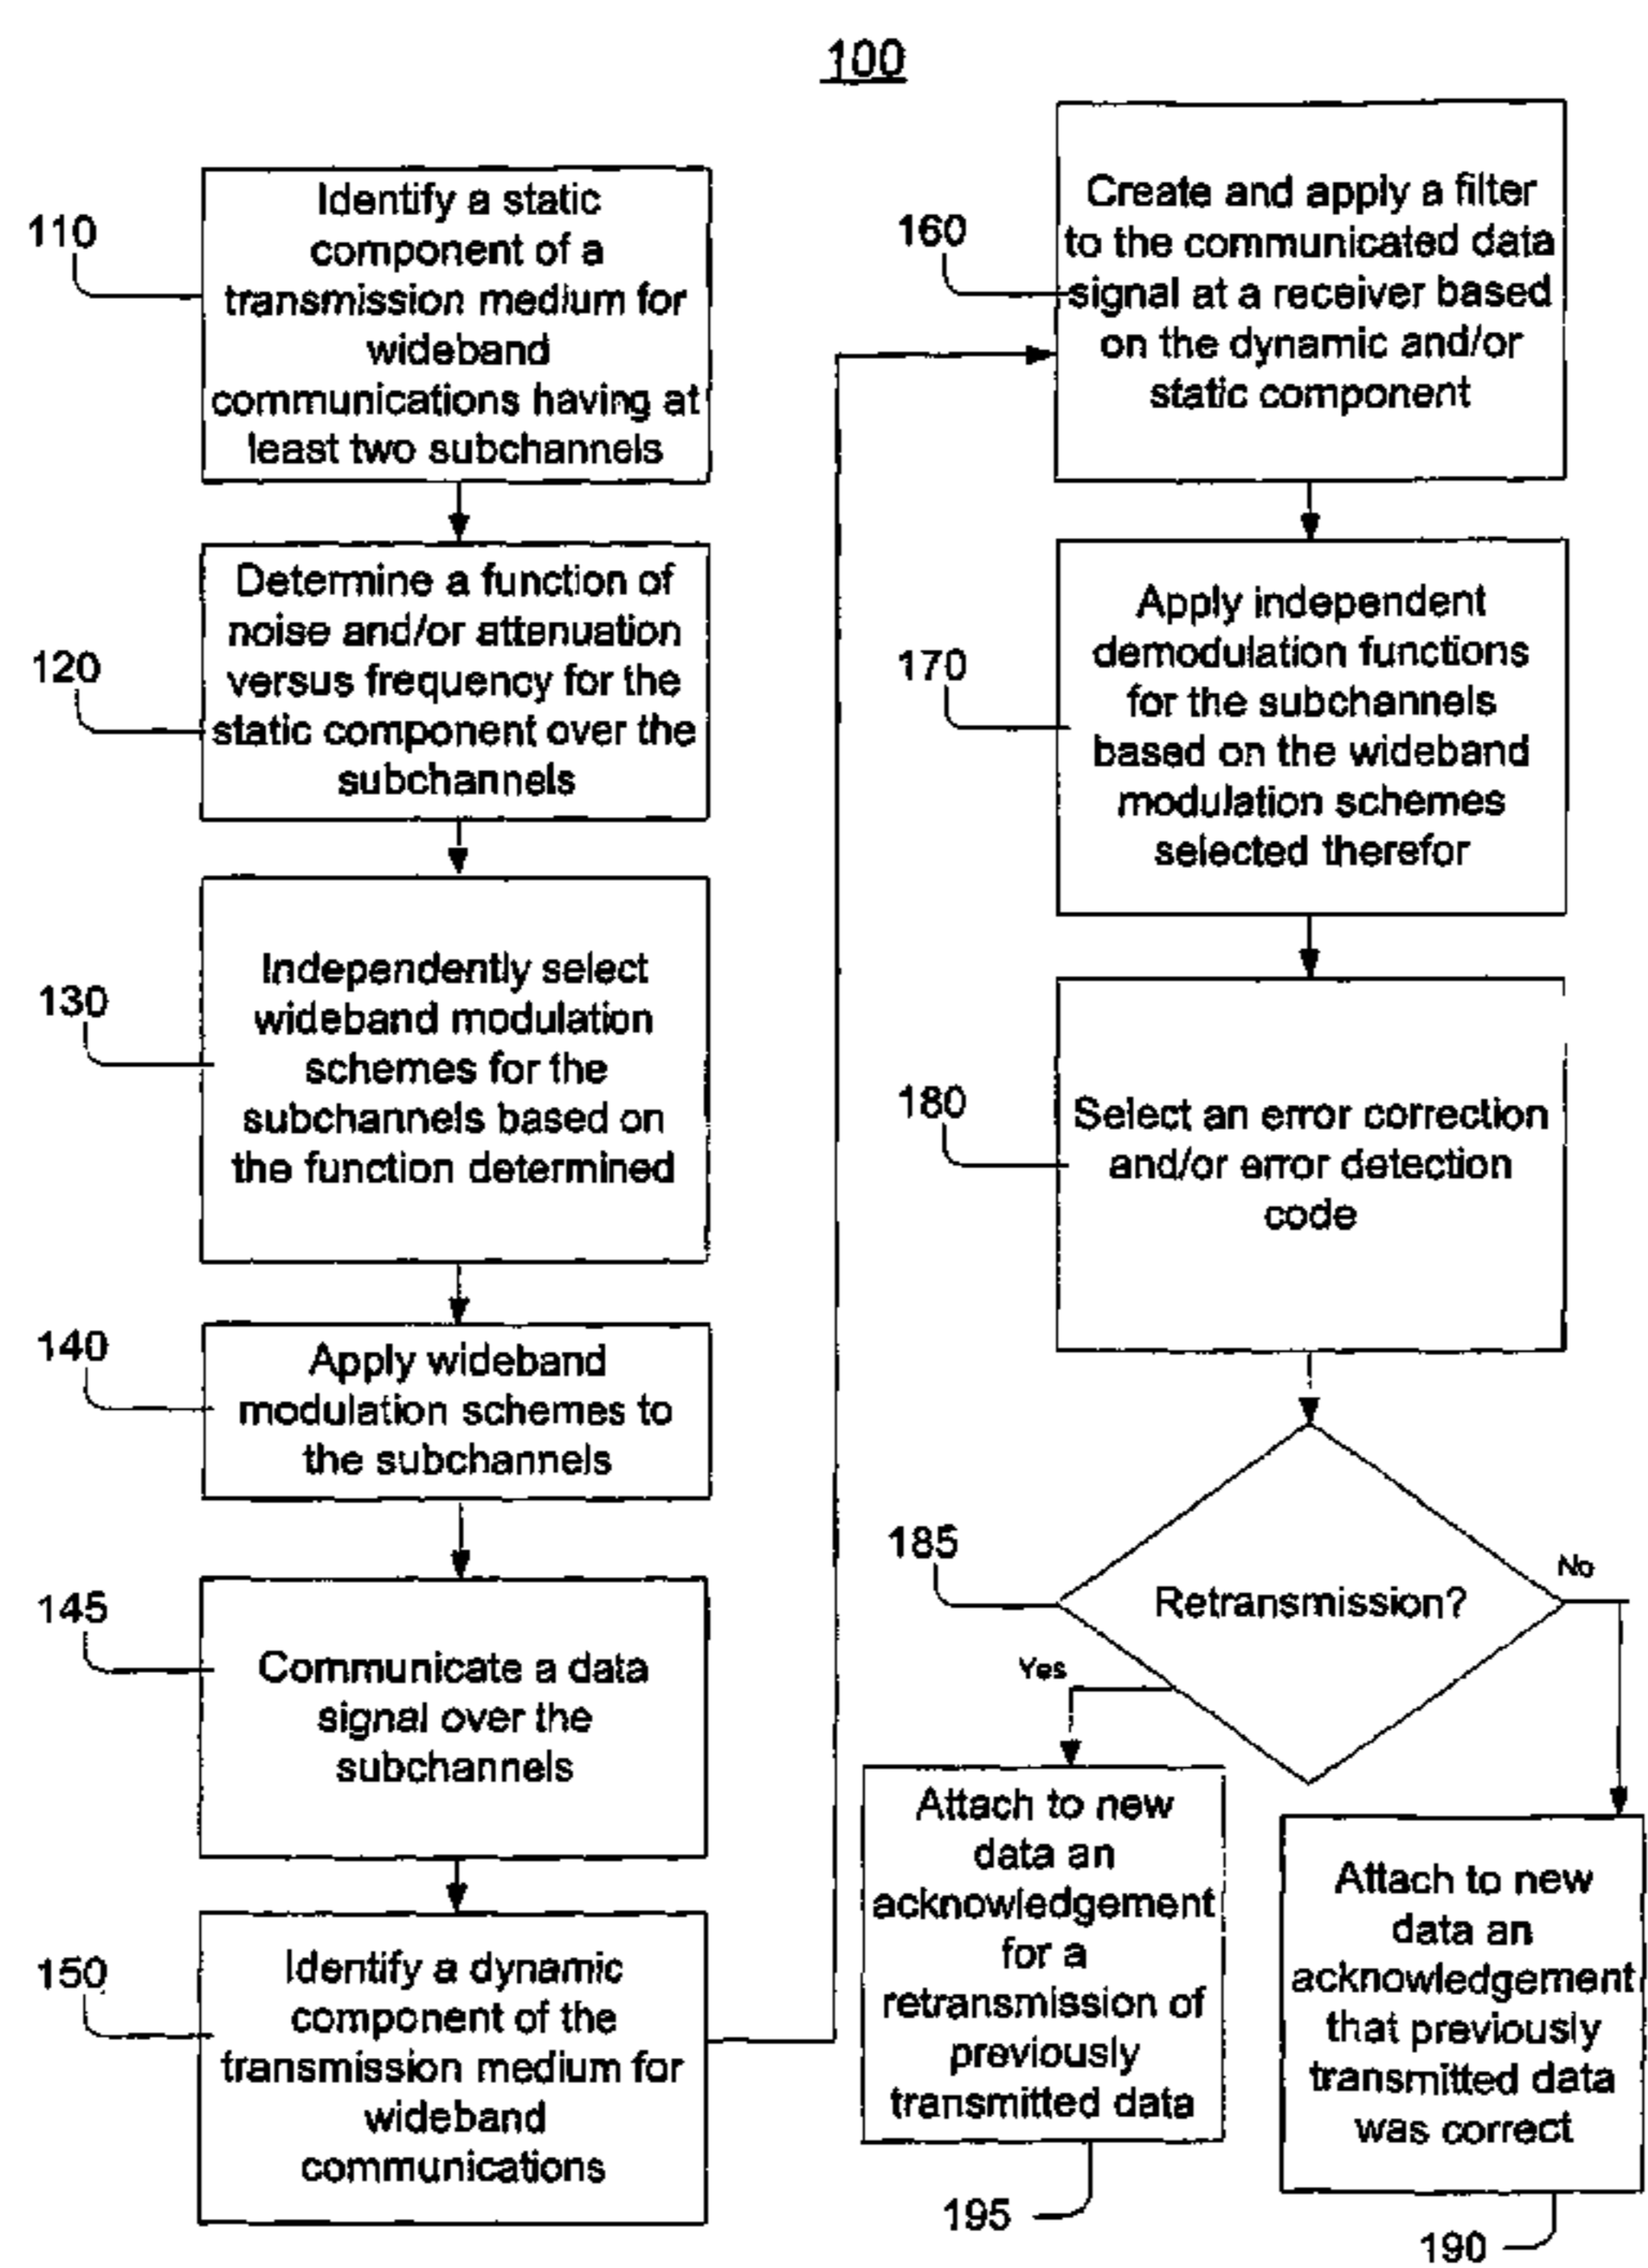 100
110
Identify a static
component of a
transmission medium for
wideband
communications having at
least two subchannels
120
Determine a function of
noise and/or attenuation
versus frequency for the
static component over the
subchannels
130
Independently select
wideband modulation
schemes for the
subchannels based on
the function determined
140
Apply wideband
modulation schemes to
the subchannels
145
Communicate a data
signal over the
subchannels
150
Identify a dynamic
component of the
transmission medium for
wideband
communications
160
Create and apply a filter
to the communicated data
signal at a receiver based
on the dynamic and/or
static component
170
Apply independent
demodulation functions
for the subchannels
based on the wideband
modulation schemes
selected therefor
180
Select an error correction
and/or error detection
code
185
Retransmission?
No
Yes
Attach to new
data an
acknowledgement
for a
retransmission of
previously
transmitted data
195
Attach to new
data an
acknowledgement
that previously
transmitted data
was correct
190